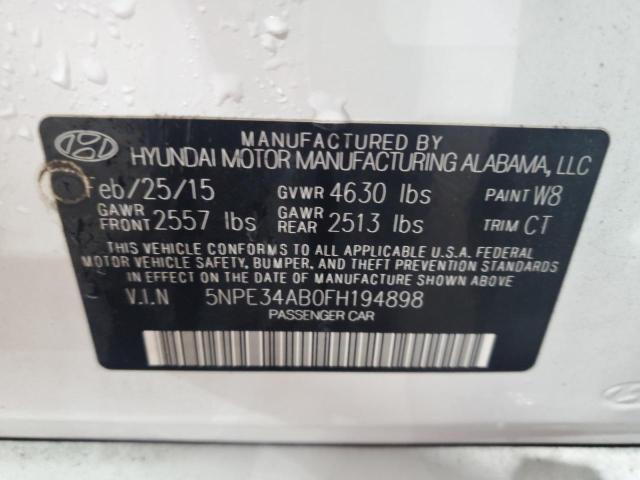 MANUFACTURED BY
HYUNDAI MOTOR MANUFACTURING ALABAMA, LLC
Feb/25/15 GVWR 4630 lbs PAINT W8
GAWR FRONT 2557 lbs GAWR REAR 2513 lbs TRIM CT
THIS VEHICLE CONFORMS TO ALL APPLICABLE U.S.A. FEDERAL
MOTOR VEHICLE SAFETY, BUMPER, AND THEFT PREVENTION STANDARDS
IN EFFECT ON THE DATE OF MANUFACTURE SHOWN ABOVE
V.I.N 5NPE34AB0FH194898
PASSENGER CAR